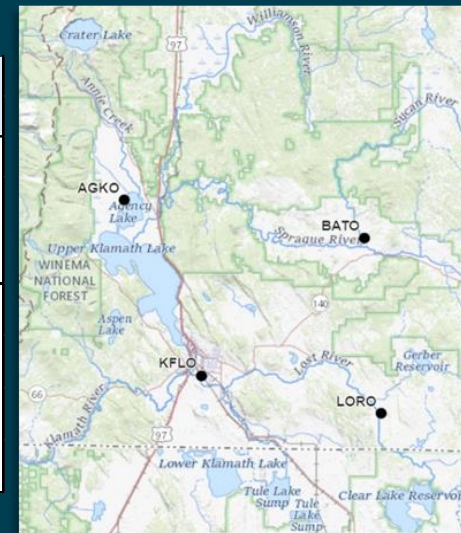 Crater Lake
97
Williamson River
Annie Creek
Sycan River
AGKO
Agency
Lake
BATO
Sprague River
Upper Klamath Lake
WINEMA
NATIONAL
FOREST
140
Aspen
Lake
KFLO
Lost River
Gerber
Reservoir
66
Klamath River
LORO
97
Lower Klamath Lake
Tule Lake
Sump
Tule
Lake
Sump
Clear Lake Reservoir